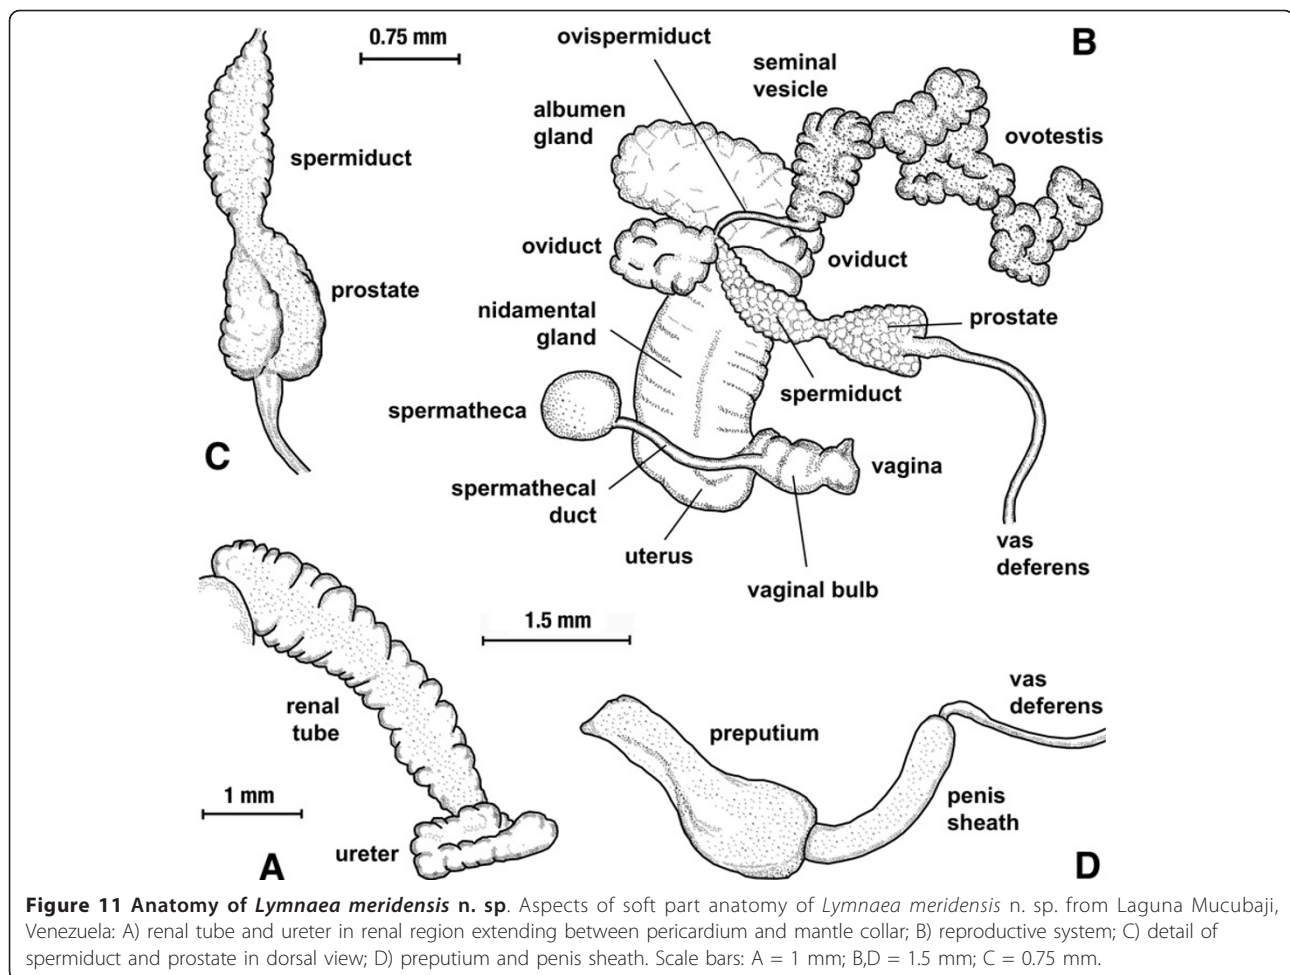 0.75 mm
ovispermiduct
B
seminal
vesicle
albumen
gland
ovotestis
spermiduct
oviduct
oviduct
prostate
nidamental
gland
prostate
spermiduct
spermatheca
C
vagina
spermathecal
duct
uterus
vas
deferens
vaginal bulb
1.5 mm
renal
tube
vas
deferens
preputium
1 mm
penis
sheath
ureter
A
D
Figure 11 Anatomy of Lymnaea meridensis n. sp. Aspects of soft part anatomy of Lymnaea meridensis n. sp. from Laguna Mucubaji,
Venezuela: A) renal tube and ureter in renal region extending between pericardium and mantle collar; B) reproductive system; C) detail of
spermiduct and prostate in dorsal view; D) preputium and penis sheath. Scale bars: A = 1 mm; B,D = 1.5 mm; C = 0.75 mm.